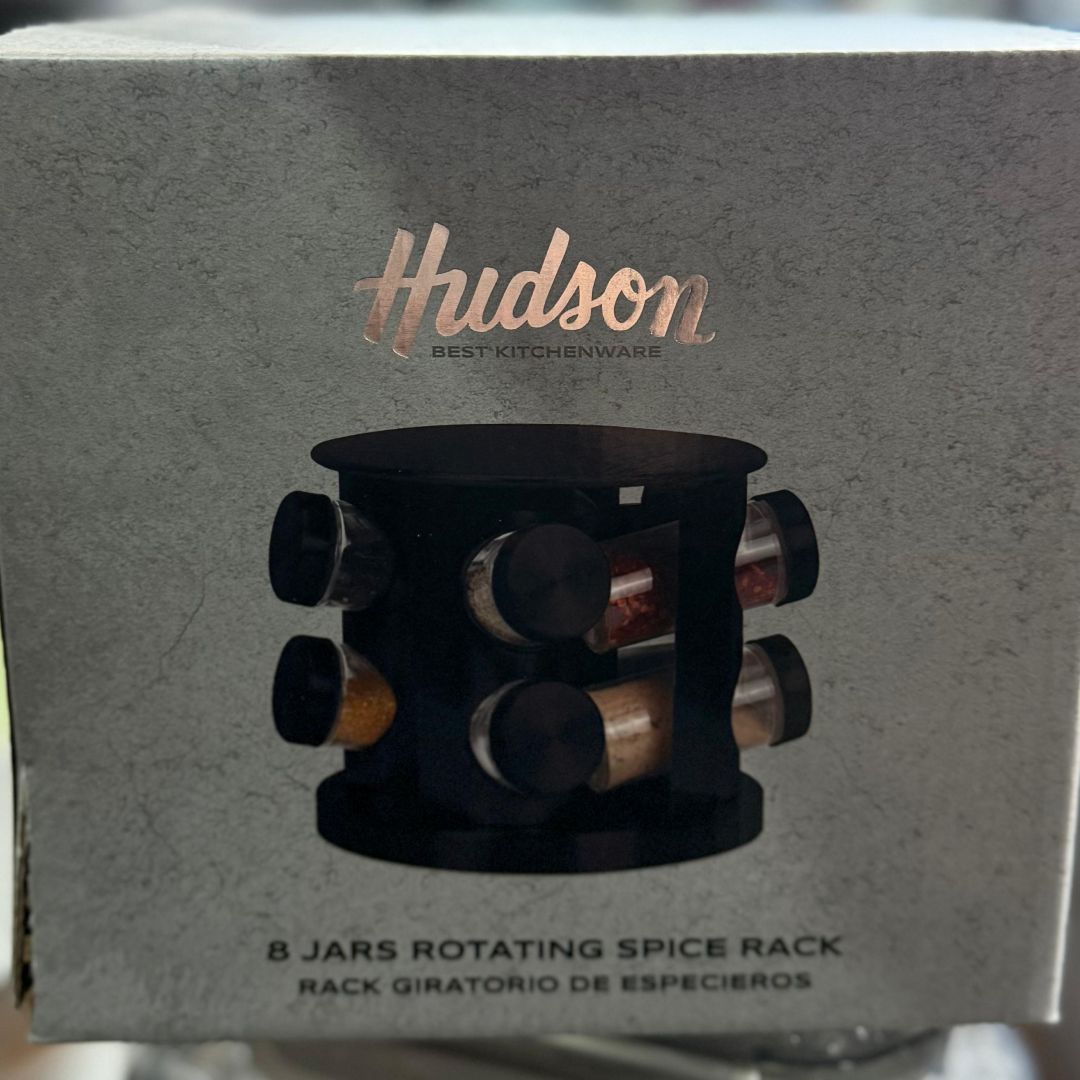 Hudson
BEST KITCHENWARE
8 JARS ROTATING SPICE RACK
RACK GIRATORIO DE ESPECIEROS